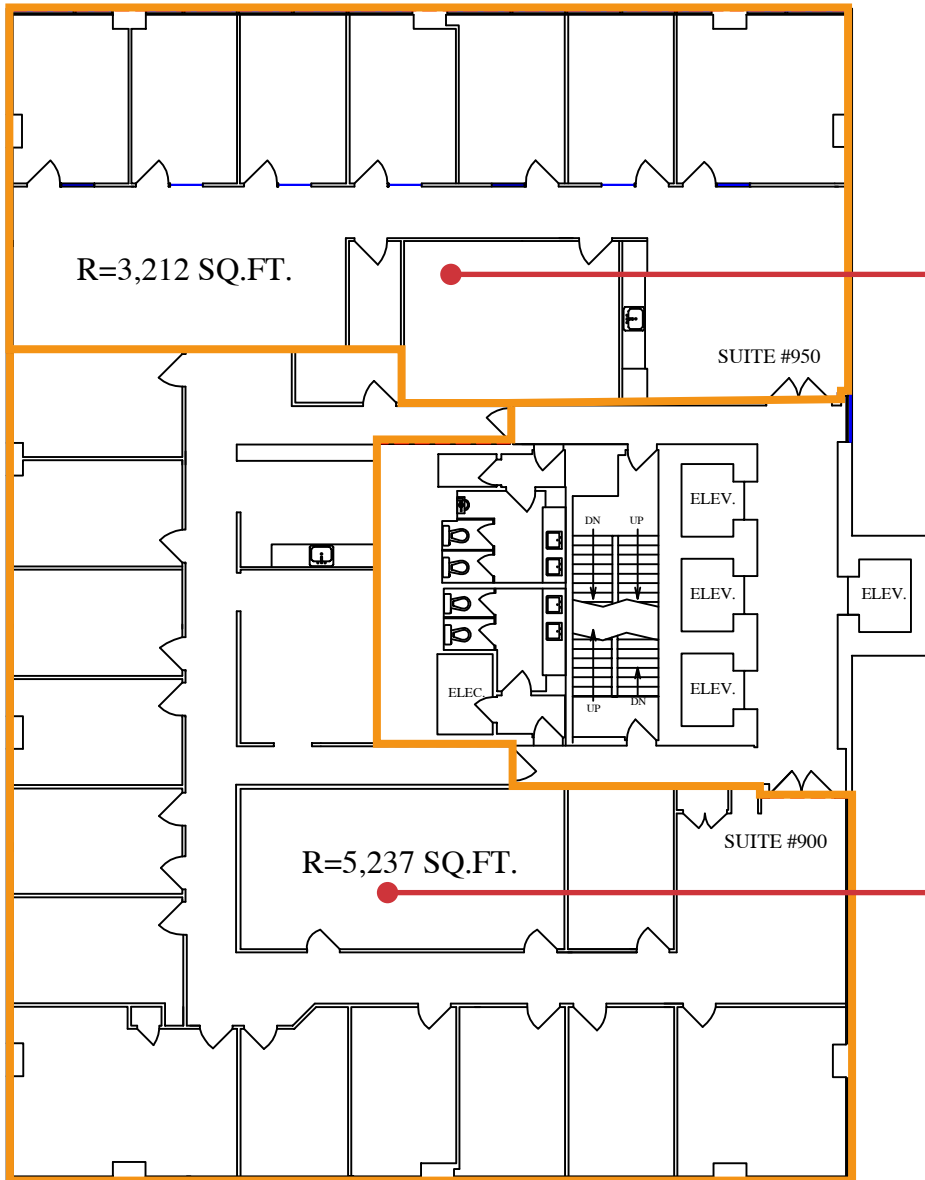 R=3,212 SQ.FT.
SUITE #950
ELEV.
DN
UP
ELEV.
ELEV.
ELEC.
ELEV.
UP
DN
SUITE #900
R=5,237 SQ.FT.